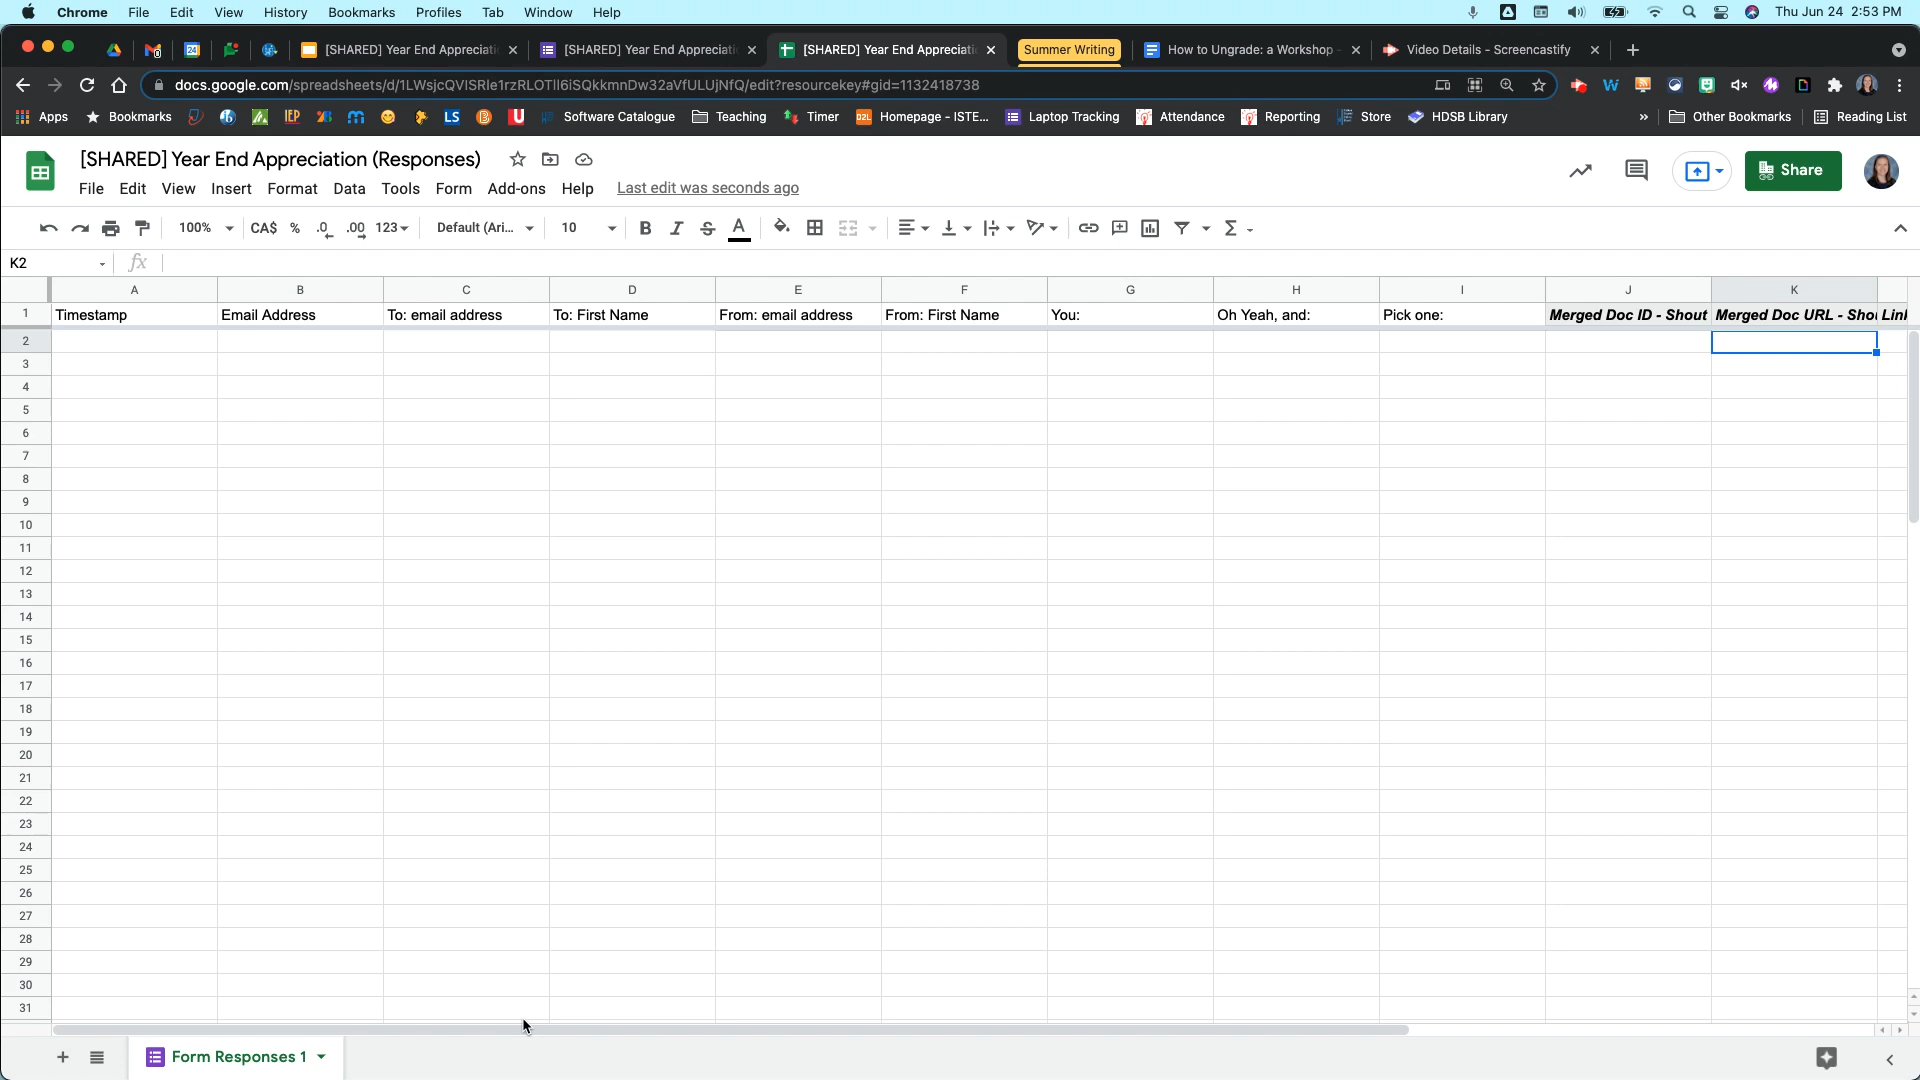 Chrome File Edit View History Bookmarks Profiles Tab Window Help Thu Jun 24 2:53 PM
[SHARED] Year End Appreciati [SHARED] Year End Appreciati [SHARED] Year End Appreciati Summer Writing How to Ungrade: a Workshop Video Details - Screencastify
docs.google.com/spreadsheets/d/1LWsjcQVISRIe1rzRLOTIl6iSQkkmnDw32aVfULUjNfQ/edit?resourcekey#gid=1132418738
Apps Bookmarks IEP LS Software Catalogue Teaching Timer D2L Homepage - ISTE... Laptop Tracking Attendance Reporting Store HDSB Library » Other Bookmarks Reading List
[SHARED] Year End Appreciation (Responses)
File Edit View Insert Format Data Tools Form Add-ons Help Last edit was seconds ago
Share
100% CA$ % .0 .00 123 Default (Ari... 10 B I S A
K2 fx
A B C D E F G H I J K
1 Timestamp Email Address To: email address To: First Name From: email address From: First Name You: Oh Yeah, and: Pick one: Merged Doc ID - Shout Merged Doc URL - Shou Lin
2
3
4
5
6
7
8
9
10
11
12
13
14
15
16
17
18
19
20
21
22
23
24
25
26
27
28
29
30
31
Form Responses 1